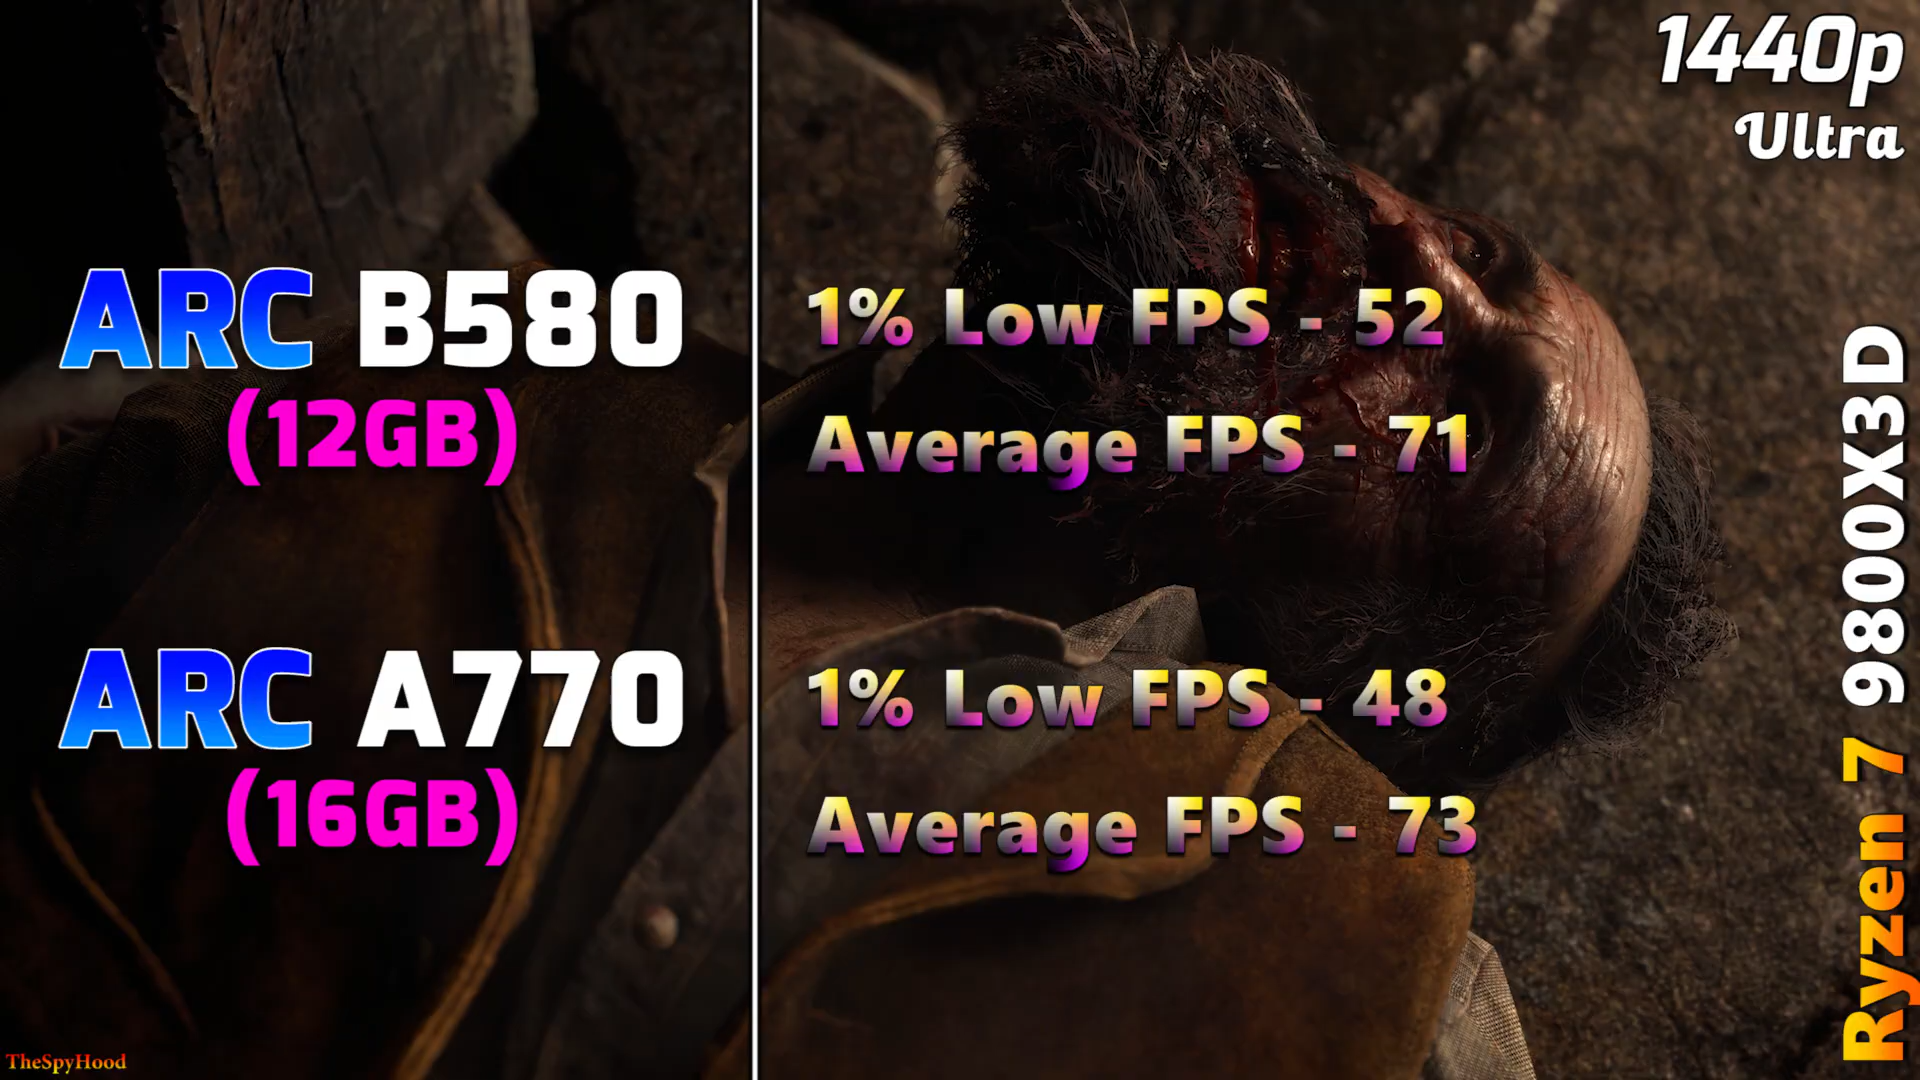 1440p
Ultra
ARC B580
(12GB)
1% Low FPS - 52
Average FPS - 71
ARC A770
(16GB)
1% Low FPS - 48
Average FPS - 73
Ryzen 7 9800X3D
TheSpyHood